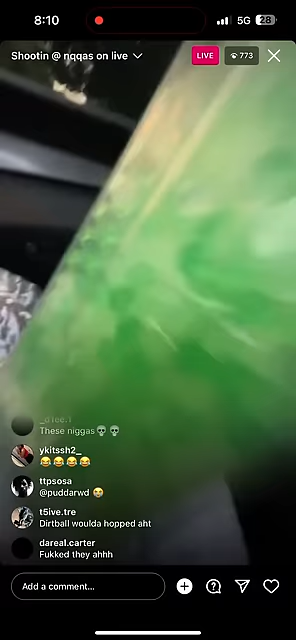 8:10
5G 28
Shootin @ nqqas on live
LIVE
773
These niggas💀💀
ykitssh2_
😂😂😂😂
ttpsosa
@puddarwd 😭
t5ive.tre
Dirtball woulda hopped aht
dareal.carter
Fukked they ahhh
Add a comment...